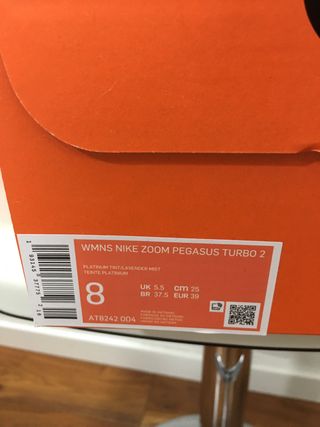 WMNS NIKE ZOOM PEGASUS TURBO 2
PLATINUM TINT/LAVENDER MIST
TEINTE PLATINIUM
8
UK 5.5 cm 25
BR 37.5 EUR 39
AT8242 004